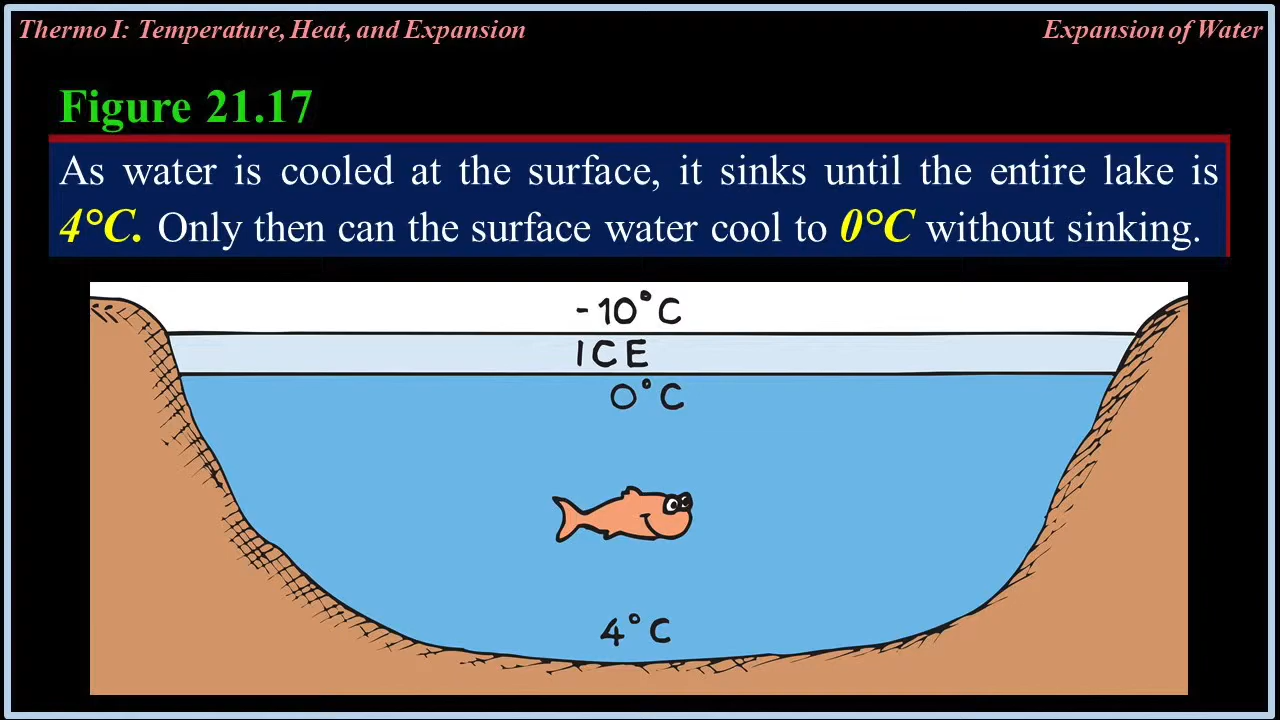 Thermo I: Temperature, Heat, and Expansion
Expansion of Water
Figure 21.17
As water is cooled at the surface, it sinks until the entire lake is
4°C. Only then can the surface water cool to 0°C without sinking.
-10°C
ICE
0°C
4°C